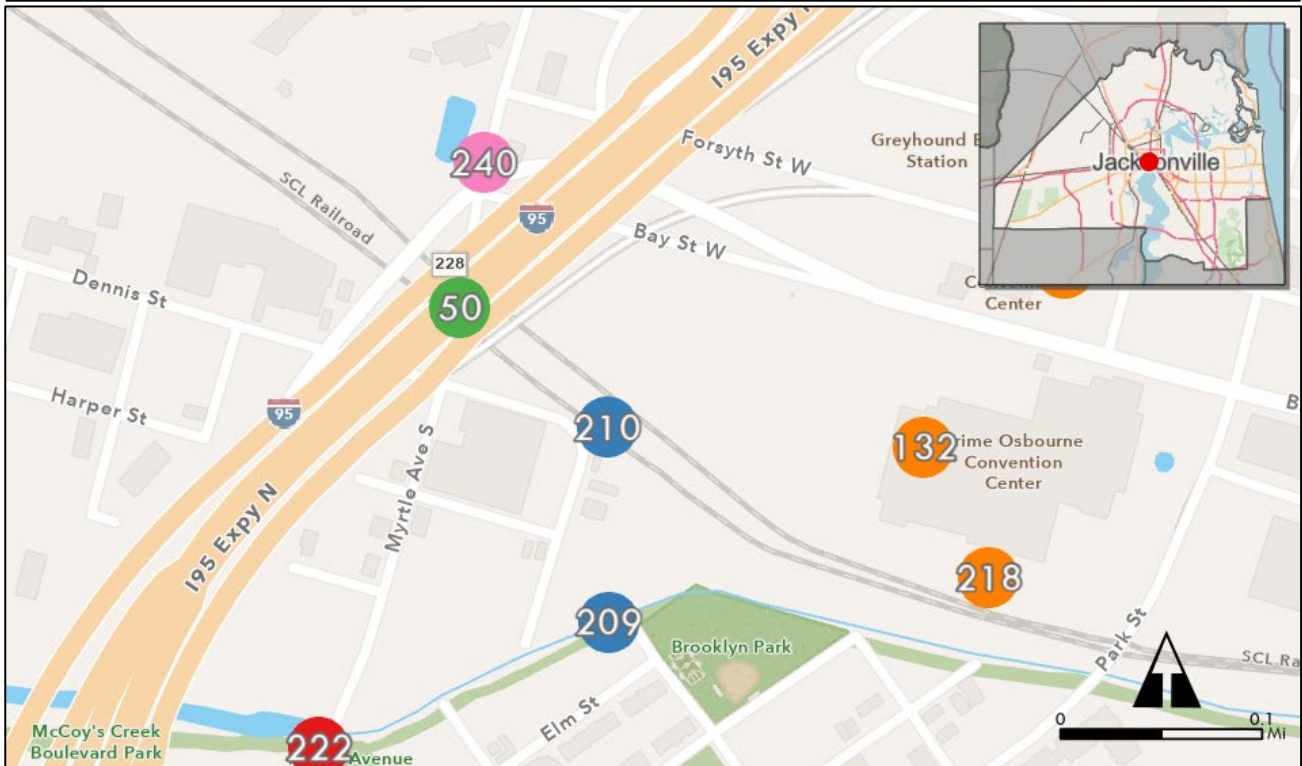 I95 Expy N
Forsyth St W
Greyhound
Station
Jacksonville
240
SCL Railroad
95
Bay St W
228
Dennis St
50
Center
Harper St
95
210
132
rime Osbourne
Convention
Center
Myrtle Ave S
I95 Expy N
218
209
Brooklyn Park
Park St
SCL Ra
Elm St
0
0.1
Mi
McCoy's Creek
Boulevard Park
222
Avenue